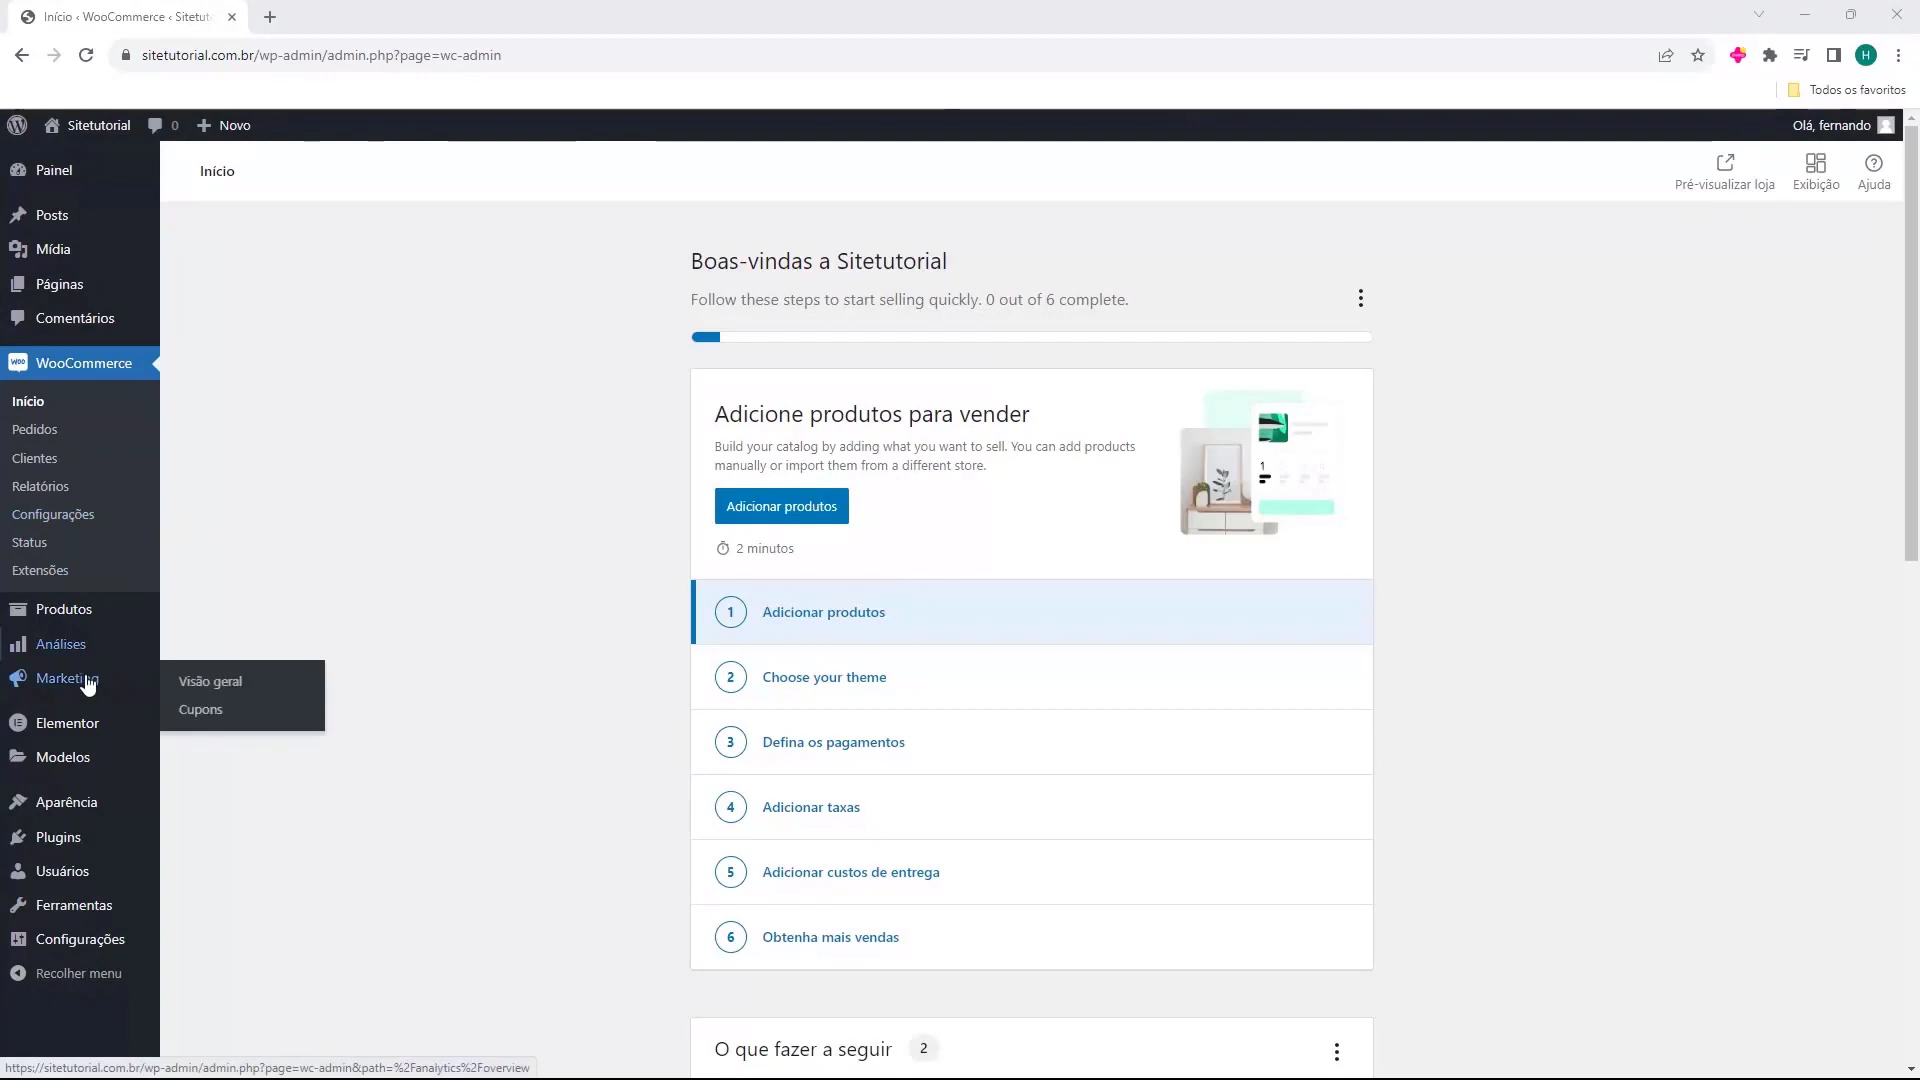 Início ‹ WooCommerce ‹ Sitetut
sitetutorial.com.br/wp-admin/admin.php?page=wc-admin
H
Todos os favoritos
Sitetutorial
0
Novo
Olá, fernando
Painel
Posts
Mídia
Páginas
Comentários
Woo
WooCommerce
Início
Pedidos
Clientes
Relatórios
Configurações
Status
Extensões
Produtos
Análises
Marketing
Visão geral
Cupons
Elementor
Modelos
Aparência
Plugins
Usuários
Ferramentas
Configurações
Recolher menu
Início
Pré-visualizar loja
Exibição
Ajuda
Boas-vindas a Sitetutorial
Follow these steps to start selling quickly. 0 out of 6 complete.
Adicione produtos para vender
Build your catalog by adding what you want to sell. You can add products
manually or import them from a different store.
Adicionar produtos
2 minutos
1
1 Adicionar produtos
2 Choose your theme
3 Defina os pagamentos
4 Adicionar taxas
5 Adicionar custos de entrega
6 Obtenha mais vendas
O que fazer a seguir 2
https://sitetutorial.com.br/wp-admin/admin.php?page=wc-admin&path=%2Fanalytics%2Foverview